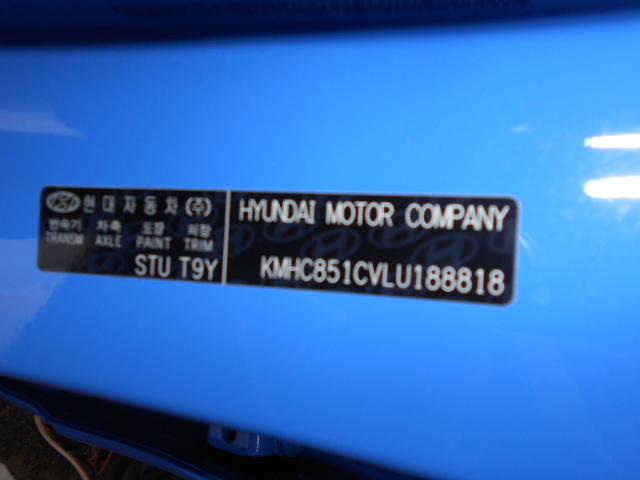 현대자동차(주)
변속기 차축 도장 의장
TRANSM AXLE PAINT TRIM
STU T9Y
HYUNDAI MOTOR COMPANY
KMHC851CVLU188818